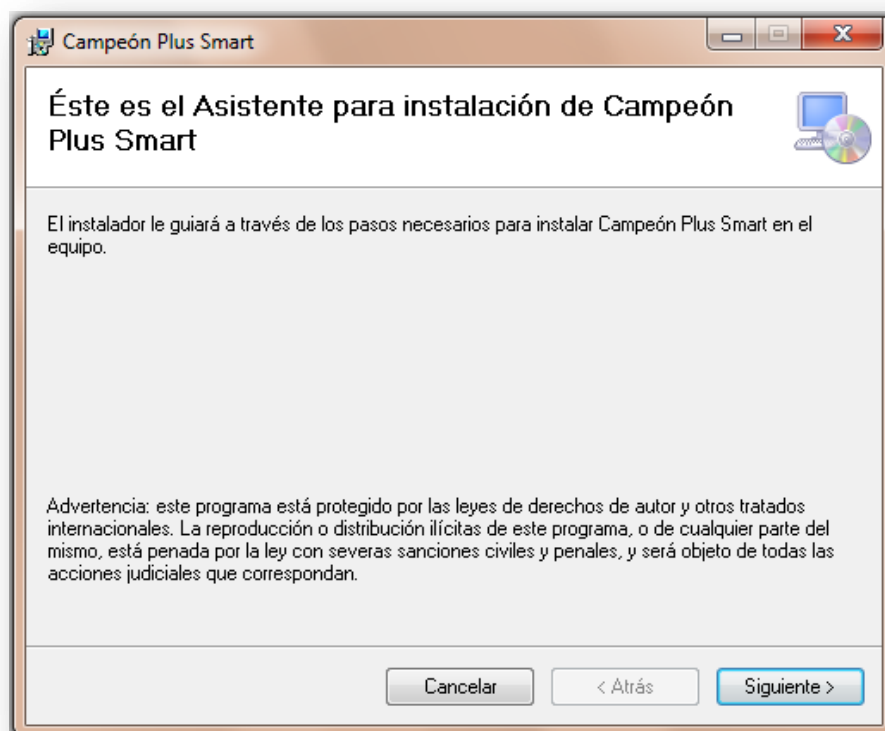 Campeón Plus Smart
Éste es el Asistente para instalación de Campeón
Plus Smart
El instalador le guiará a través de los pasos necesarios para instalar Campeón Plus Smart en el
equipo.
Advertencia: este programa está protegido por las leyes de derechos de autor y otros tratados
internacionales. La reproducción o distribución ilícitas de este programa, o de cualquier parte del
mismo, está penada por la ley con severas sanciones civiles y penales, y será objeto de todas las
acciones judiciales que correspondan.
Cancelar
< Atrás
Siguiente >